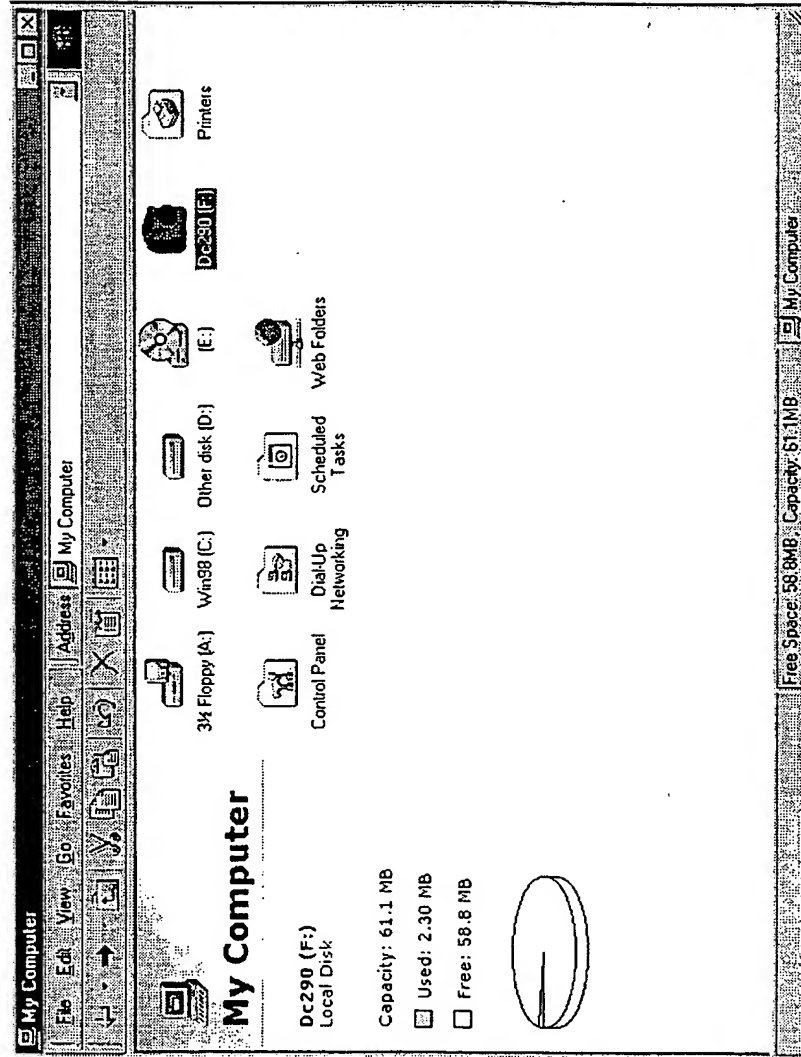 My Computer
File Edit View Go Favorites Help
Address My Computer
My Computer
Dc290 (F:)
Local Disk
Capacity: 61.1 MB
Used: 2.30 MB
Free: 58.8 MB
3½ Floppy (A:) Win98 (C:) Other disk (D:) (E:) Dc290 (F:) Printers
Control Panel Dial-Up Networking Scheduled Tasks Web Folders
Free Space: 58.8MB, Capacity: 61.1MB My Computer